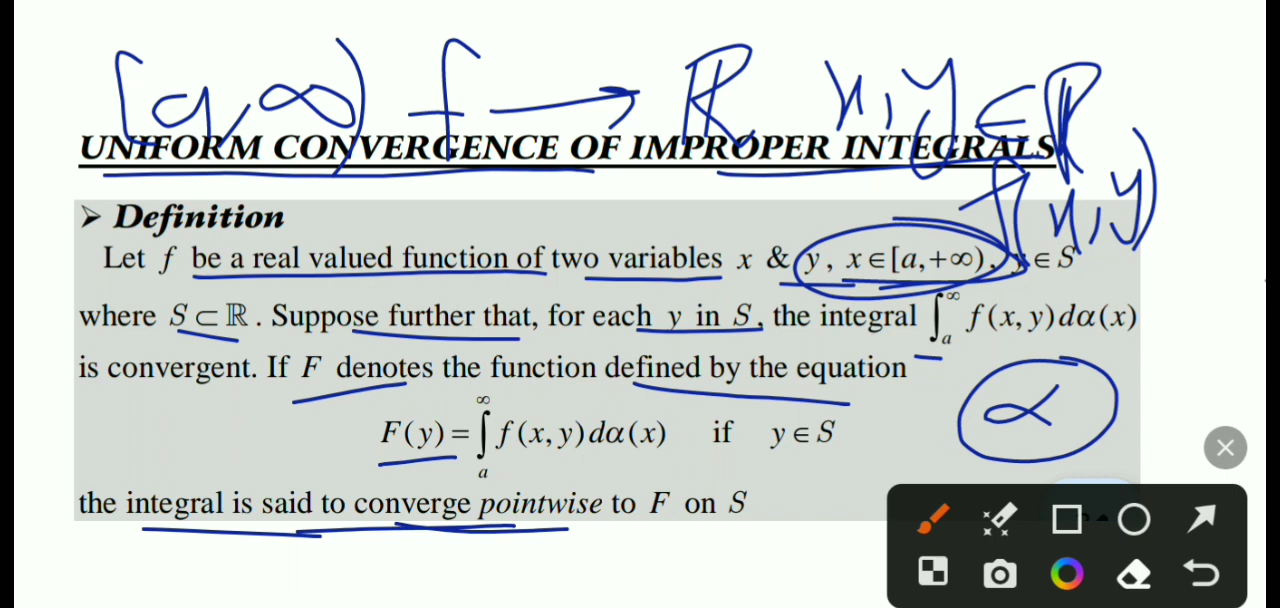 [a, ∞) f → ℝ x, y ∈ ℝ
UNIFORM CONVERGENCE OF IMPROPER INTEGRALS
f(x, y)
➢ Definition
Let f be a real valued function of two variables x & y, x ∈ [a, +∞), y ∈ S
where S ⊂ ℝ. Suppose further that, for each y in S, the integral ∫ₐ^∞ f(x, y)dα(x)
is convergent. If F denotes the function defined by the equation
α
F(y) = ∫ₐ^∞ f(x, y)dα(x) if y ∈ S
the integral is said to converge pointwise to F on S